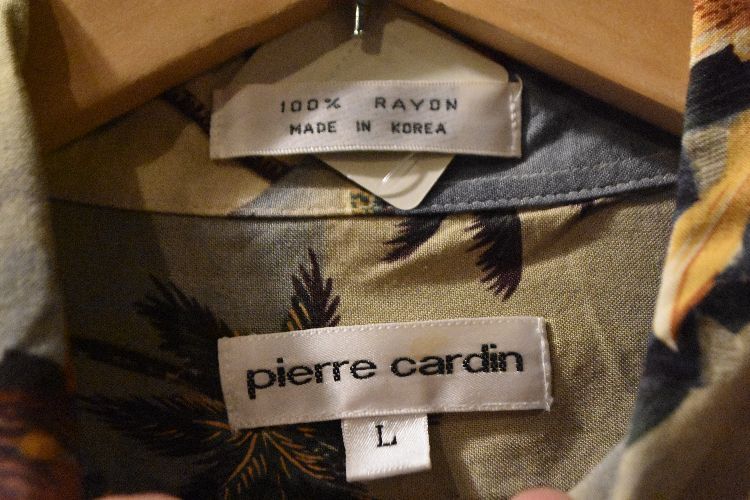 100% RAYON
MADE IN KOREA
pierre cardin
L